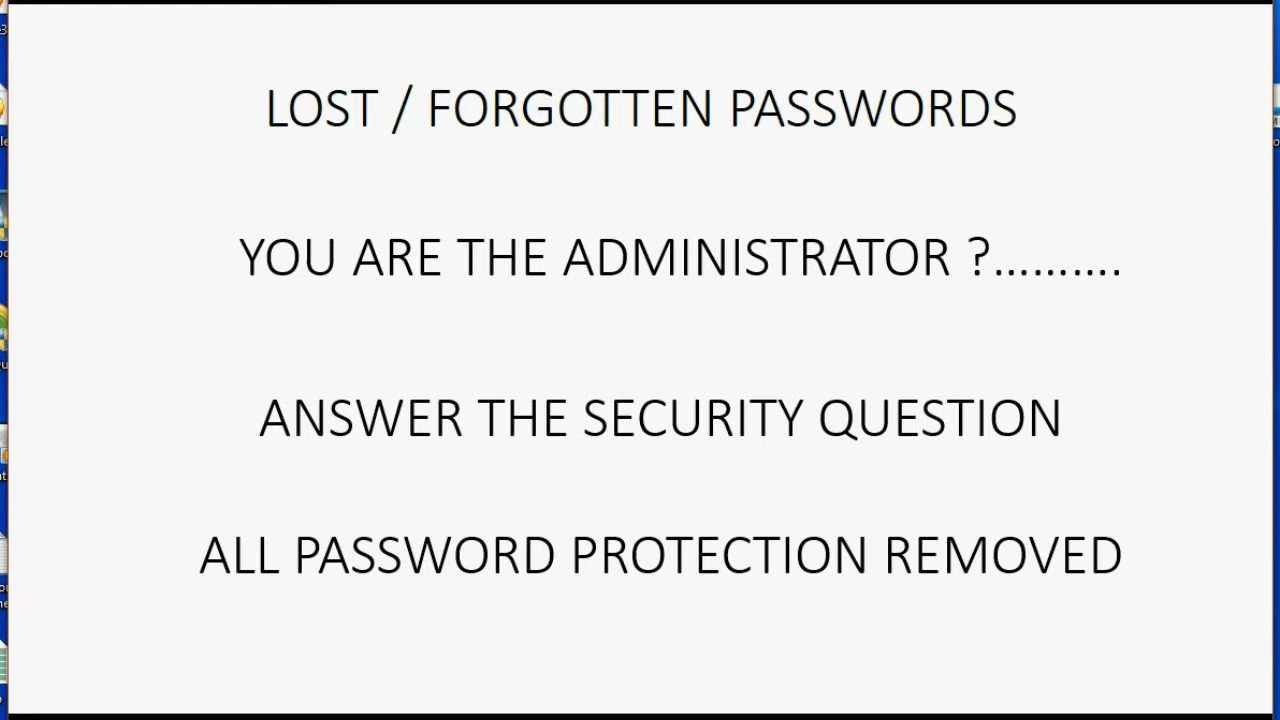 LOST / FORGOTTEN PASSWORDS
YOU ARE THE ADMINISTRATOR ?..........
ANSWER THE SECURITY QUESTION
ALL PASSWORD PROTECTION REMOVED